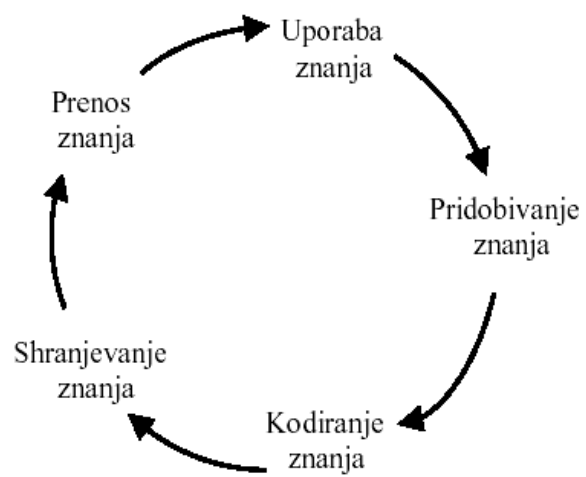 Uporaba
znanja
Pridobivanje
znanja
Kodiranje
znanja
Shranjevanje
znanja
Prenos
znanja